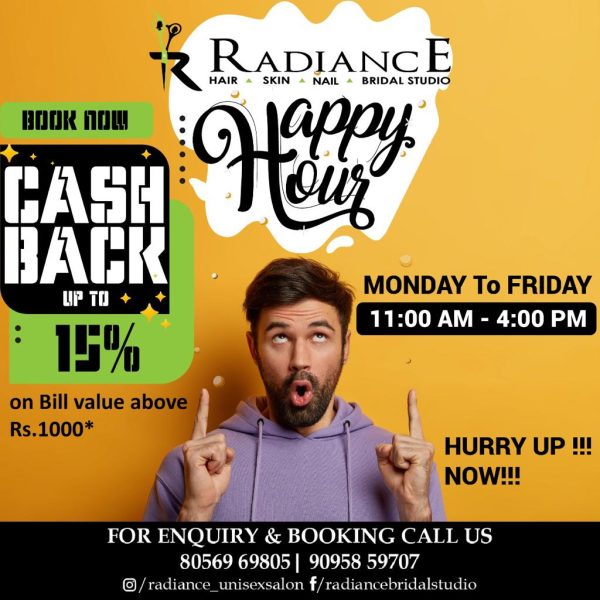 RADIANCE
HAIR ▲ SKIN ▲ NAIL ▲ BRIDAL STUDIO
Happy
Hour
BOOK NOW
CASH
BACK
UP TO
15%
on Bill value above
Rs.1000*
MONDAY To FRIDAY
11:00 AM - 4:00 PM
HURRY UP !!!
NOW!!!
FOR ENQUIRY & BOOKING CALL US
80569 69805| 90958 59707
/radiance_unisexsalon f/radiancebridalstudio